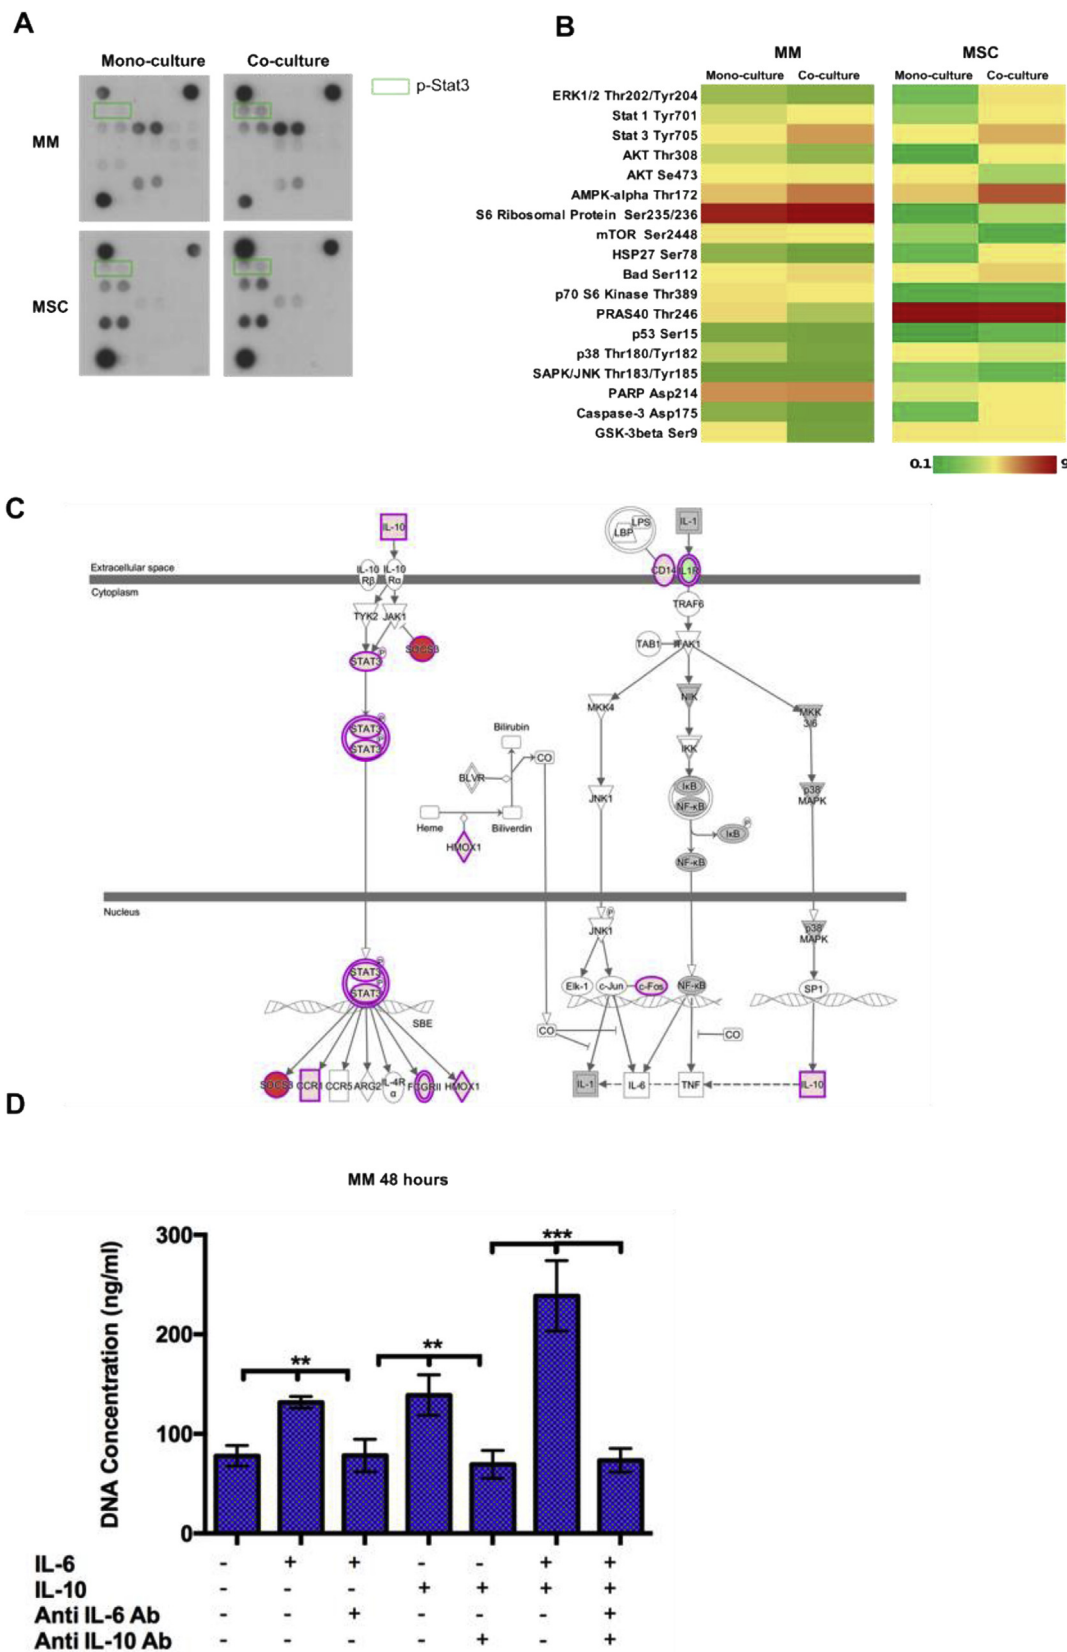 A
Mono-culture Co-culture
p-Stat3
MM
MSC
B
MM MSC
Mono-culture Co-culture Mono-culture Co-culture
ERK1/2 Thr202/Tyr204
Stat 1 Tyr701
Stat 3 Tyr705
AKT Thr308
AKT Se473
AMPK-alpha Thr172
S6 Ribosomal Protein Ser235/236
mTOR Ser2448
HSP27 Ser78
Bad Ser112
p70 S6 Kinase Thr389
PRAS40 Thr246
p53 Ser15
p38 Thr180/Tyr182
SAPK/JNK Thr183/Tyr185
PARP Asp214
Caspase-3 Asp175
GSK-3beta Ser9
0.1 9
C
IL-10
LPS
LBP
IL-1
Extracellular space
IL-10 Rβ
IL-10 Rα
CD14
IL1R
Cytoplasm
TYK2
JAK1
TRAF6
SOCS3
TAB1
TAK1
STAT3
P
MKK4
NIK
MKK 3/6
STAT3
P
STAT3
P
Bilirubin
CO
IKK
BLVR
JNK1
IκB
NF-κB
p38 MAPK
Heme
Biliverdin
IκB
P
HMOX1
NF-κB
Nucleus
JNK1
P
p38 MAPK
STAT3
P
STAT3
P
Elk-1
c-Jun
c-Fos
NF-κB
SP1
SBE
CO
CO
SOCS3
CCR1
CCR5
ARG2
IL-4R α
FCGRII
HMOX1
IL-1
IL-6
TNF
IL-10
D
MM 48 hours
DNA Concentration (ng/ml)
300
200
100
0
**
**
***
IL-6 - + + - - + +
IL-10 - - - + + + +
Anti IL-6 Ab - - + - - - +
Anti IL-10 Ab - - - - + - +